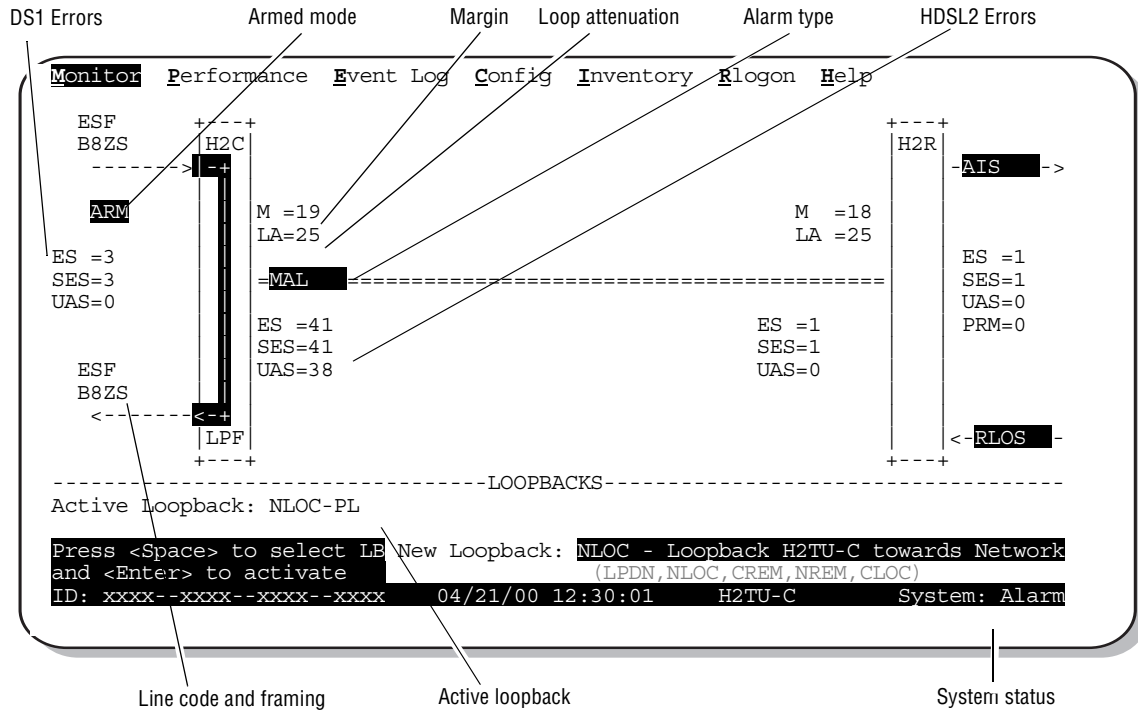 DS1 Errors Armed mode Margin Loop attenuation Alarm type HDSL2 Errors
Monitor Performance Event Log Config Inventory Rlogon Help
ESF +---+ +---+
B8ZS |H2C| |H2R|
------->|-+ -AIS ->
ARM M =19 M =18
LA=25 LA =25
ES =3 ES =1
SES=3 =MAL ============================================== SES=1
UAS=0 UAS=0
ES =41 ES =1 PRM=0
SES=41 SES=1
ESF UAS=38 UAS=0
B8ZS
<-------<-+
|LPF| <-RLOS -
+---+ +---+
--------------------------------LOOPBACKS----------------------------------
Active Loopback: NLOC-PL
Press <Space> to select LB New Loopback: NLOC - Loopback H2TU-C towards Network
and <Enter> to activate (LPDN,NLOC,CREM,NREM,CLOC)
ID: xxxx--xxxx--xxxx--xxxx 04/21/00 12:30:01 H2TU-C System: Alarm
Line code and framing Active loopback System status